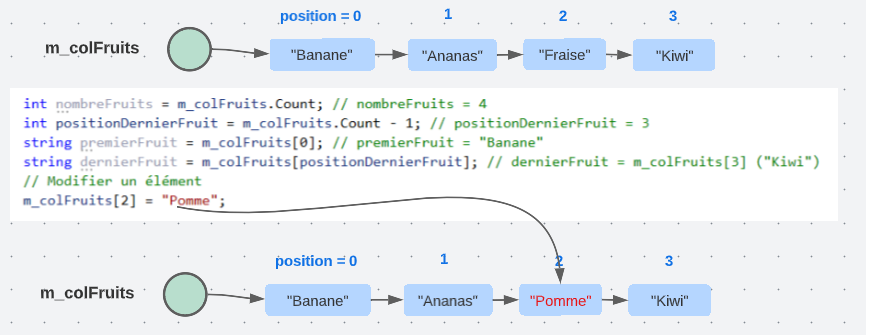 position = 0 1 2 3
m_colFruits "Banane" "Ananas" "Fraise" "Kiwi"
int nombreFruits = m_colFruits.Count; // nombreFruits = 4
int positionDernierFruit = m_colFruits.Count - 1; // positionDernierFruit = 3
string premierFruit = m_colFruits[0]; // premierFruit = "Banane"
string dernierFruit = m_colFruits[positionDernierFruit]; // dernierFruit = m_colFruits[3] ("Kiwi")
// Modifier un élément
m_colFruits[2] = "Pomme";
position = 0 1 2 3
m_colFruits "Banane" "Ananas" "Pomme" "Kiwi"